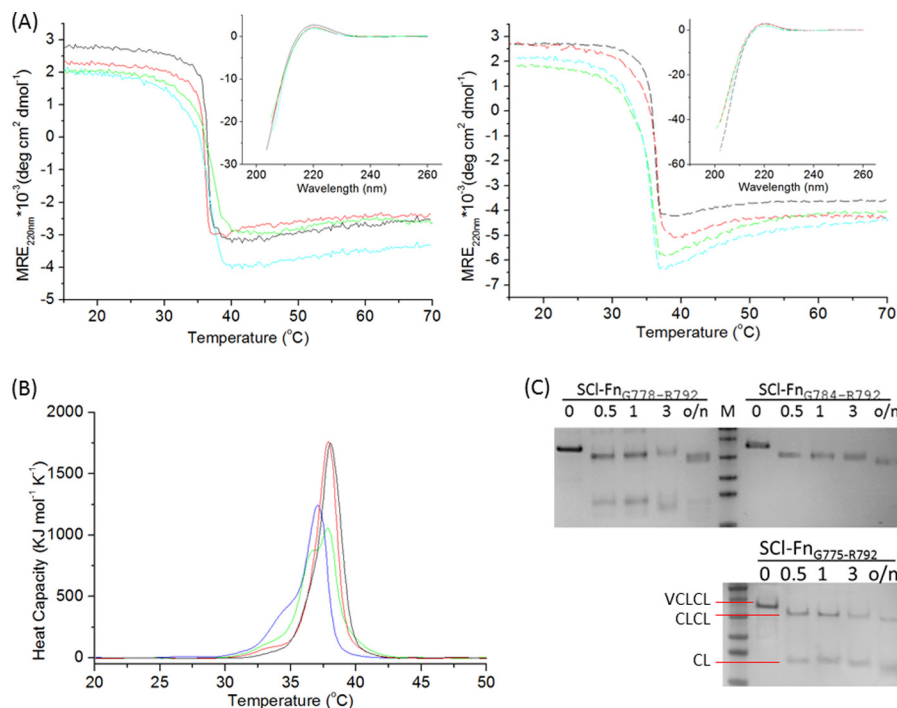 (A)
MRE220nm *10-3(deg cm2 dmol-1)
3
2
1
0
-1
-2
-3
-4
-5
20 30 40 50 60 70
Temperature (oC)
0
-10
-20
-30
200 220 240 260
Wavelength (nm)
MRE220nm *10-3(deg cm2 dmol-1)
4
3
2
1
0
-1
-2
-3
-4
-5
-6
-7
20 30 40 50 60 70
Temperature (oC)
0
-20
-40
-60
200 220 240 260
Wavelength (nm)
(B)
Heat Capacity (KJ mol-1 K-1)
2000
1500
1000
500
0
20 25 30 35 40 45 50
Temperature (oC)
(C)
SCl-FnG778-R792 SCl-FnG784-R792
0 0.5 1 3 o/n M 0 0.5 1 3 o/n
SCl-FnG775-R792
0 0.5 1 3 o/n
VCLCL
CLCL
CL